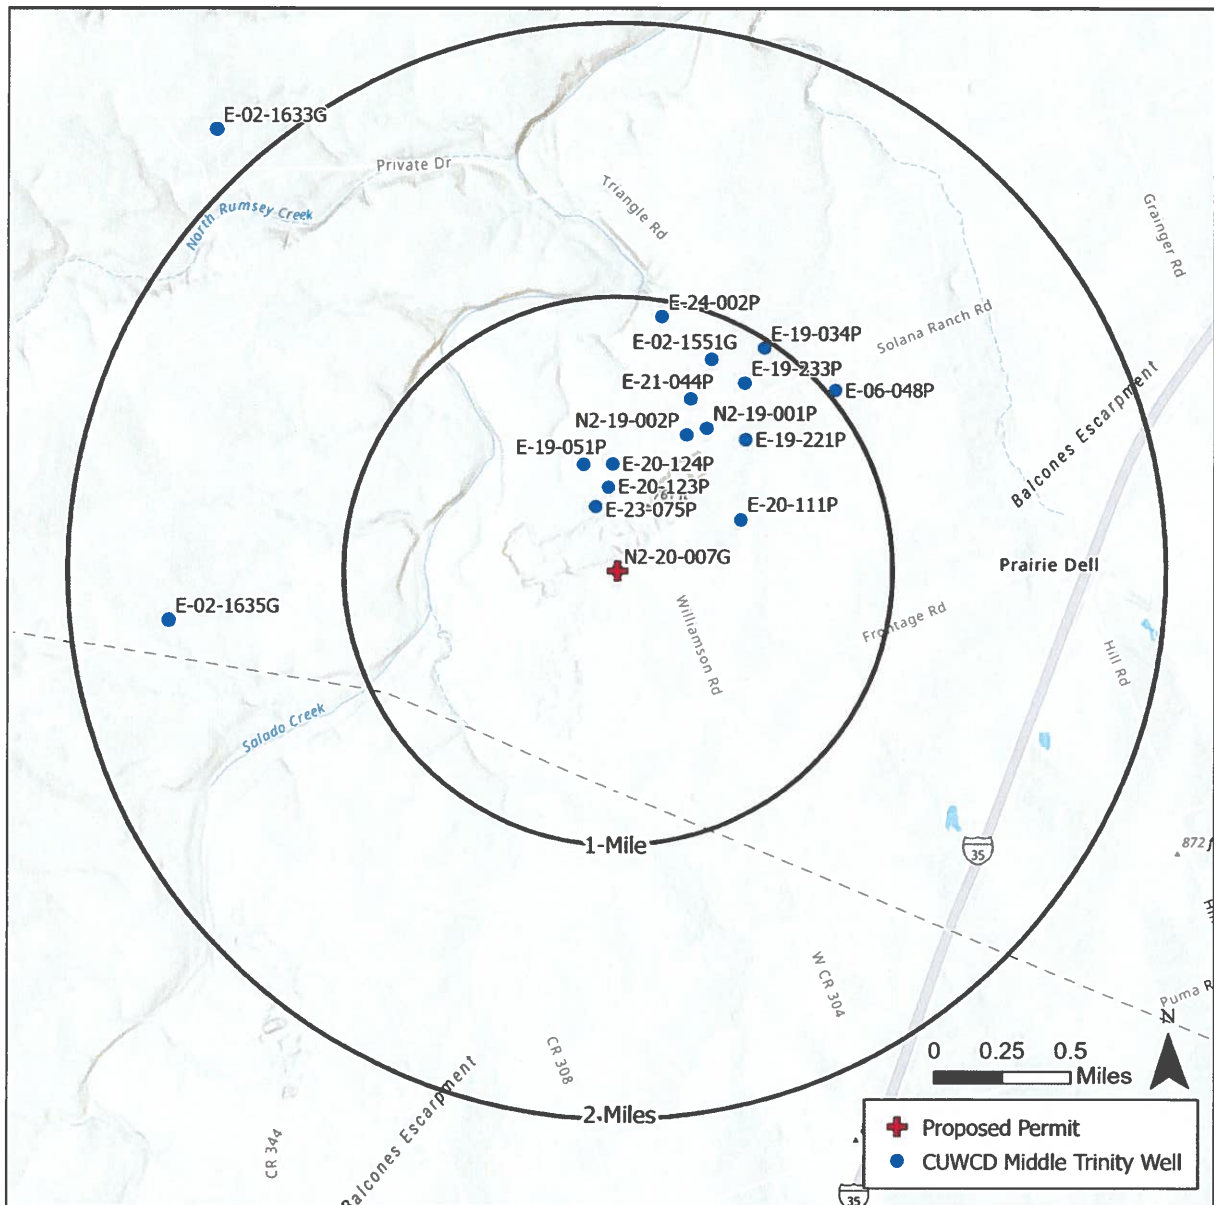 E-02-1633G
Private Dr
North Rumsey Creek
Triangle Rd
Grainger Rd
E-24-002P
E-19-034P
Solana Ranch Rd
E-02-1551G
E-19-233P
E-21-044P
E-06-048P
Balcones Escarpment
N2-19-002P
N2-19-001P
E-19-221P
E-19-051P
E-20-124P
E-20-123P
E-23-075P
E-20-111P
N2-20-007G
Prairie Dell
E-02-1635G
Williamson Rd
Frontage Rd
Hill Rd
Salado Creek
1-Mile
35
872 f
W CR 304
Puma R
N
CR 308
0 0.25 0.5
Miles
2-Miles
Balcones Escarpment
CR 344
Proposed Permit
CUWCD Middle Trinity Well
35